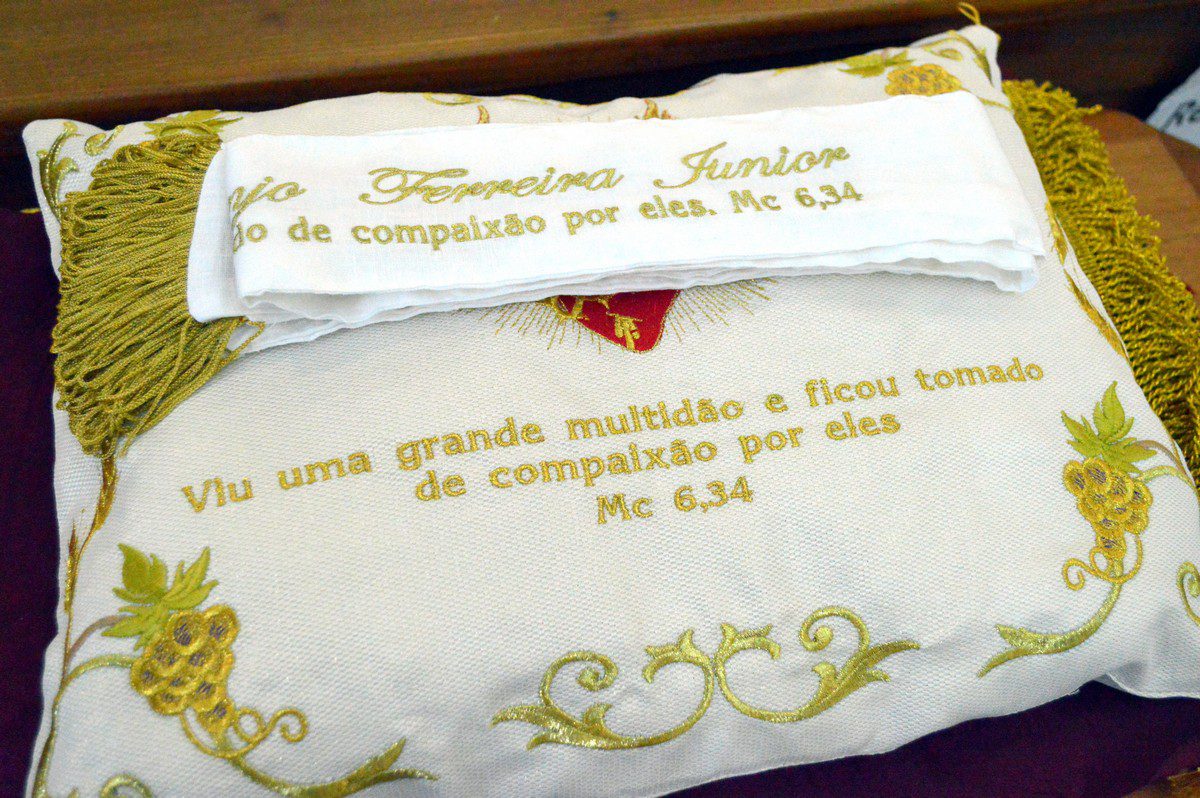 Ferreira Junior
de compaixão por eles. Mc 6,34
Viu uma grande multidão e ficou tomado
de compaixão por eles
Mc 6,34